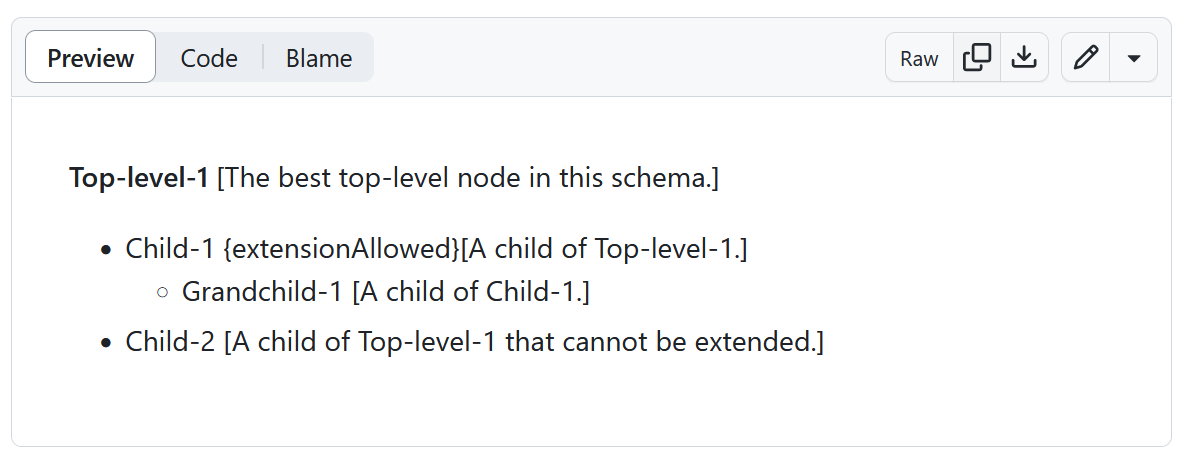 Preview Code Blame Raw
Top-level-1 [The best top-level node in this schema.]
Child-1 {extensionAllowed}[A child of Top-level-1.]
Grandchild-1 [A child of Child-1.]
Child-2 [A child of Top-level-1 that cannot be extended.]